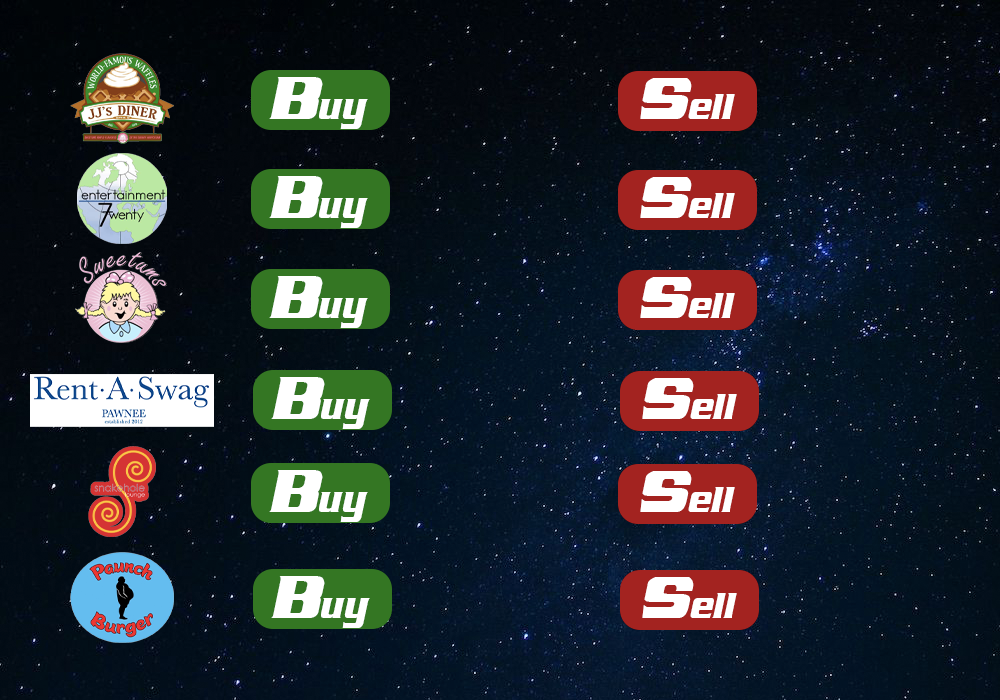 WORLD FAMOUS WAFFLES
JJ'S DINER
Buy
Sell
entertainment
7wenty
Buy
Sell
Sweetums
Buy
Sell
Rent·A·Swag
PAWNEE
established 2012
Buy
Sell
snakehole
lounge
Buy
Sell
Paunch
Burger
Buy
Sell